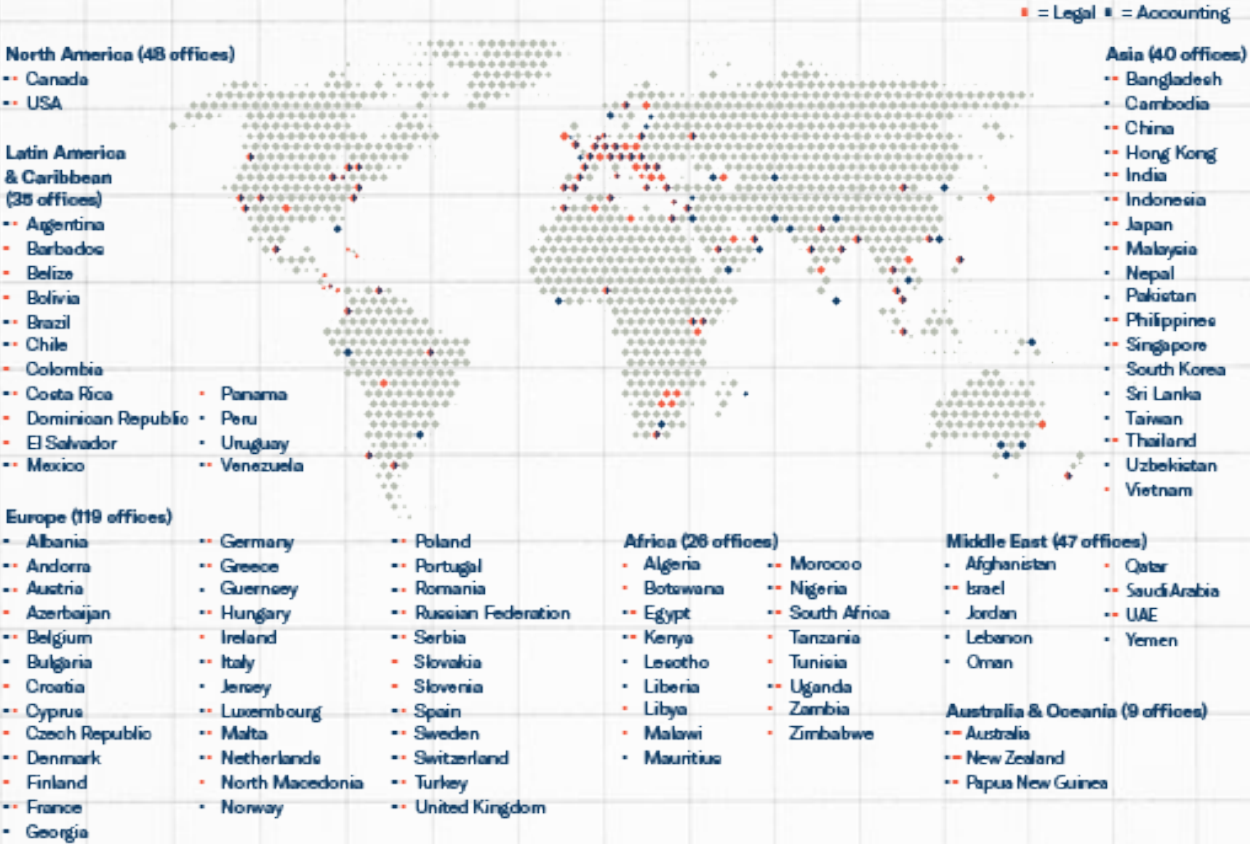 = Legal = Accounting
North America (48 offices)
Canada
USA
Latin America
& Caribbean
(35 offices)
Argentina
Barbados
Belize
Bolivia
Brazil
Chile
Colombia
Costa Rica
Dominican Republic
El Salvador
Mexico
Panama
Peru
Uruguay
Venezuela
Asia (40 offices)
Bangladesh
Cambodia
China
Hong Kong
India
Indonesia
Japan
Malaysia
Nepal
Pakistan
Philippines
Singapore
South Korea
Sri Lanka
Taiwan
Thailand
Uzbekistan
Vietnam
Europe (119 offices)
Albania
Andorra
Austria
Azerbaijan
Belgium
Bulgaria
Croatia
Cyprus
Czech Republic
Denmark
Finland
France
Georgia
Germany
Greece
Guernsey
Hungary
Ireland
Italy
Jersey
Luxembourg
Malta
Netherlands
North Macedonia
Norway
Poland
Portugal
Romania
Russian Federation
Serbia
Slovakia
Slovenia
Spain
Sweden
Switzerland
Turkey
United Kingdom
Africa (26 offices)
Algeria
Botswana
Egypt
Kenya
Lesotho
Liberia
Libya
Malawi
Mauritius
Morocco
Nigeria
South Africa
Tanzania
Tunisia
Uganda
Zambia
Zimbabwe
Middle East (47 offices)
Afghanistan
Israel
Jordan
Lebanon
Oman
Qatar
Saudi Arabia
UAE
Yemen
Australia & Oceania (9 offices)
Australia
New Zealand
Papua New Guinea